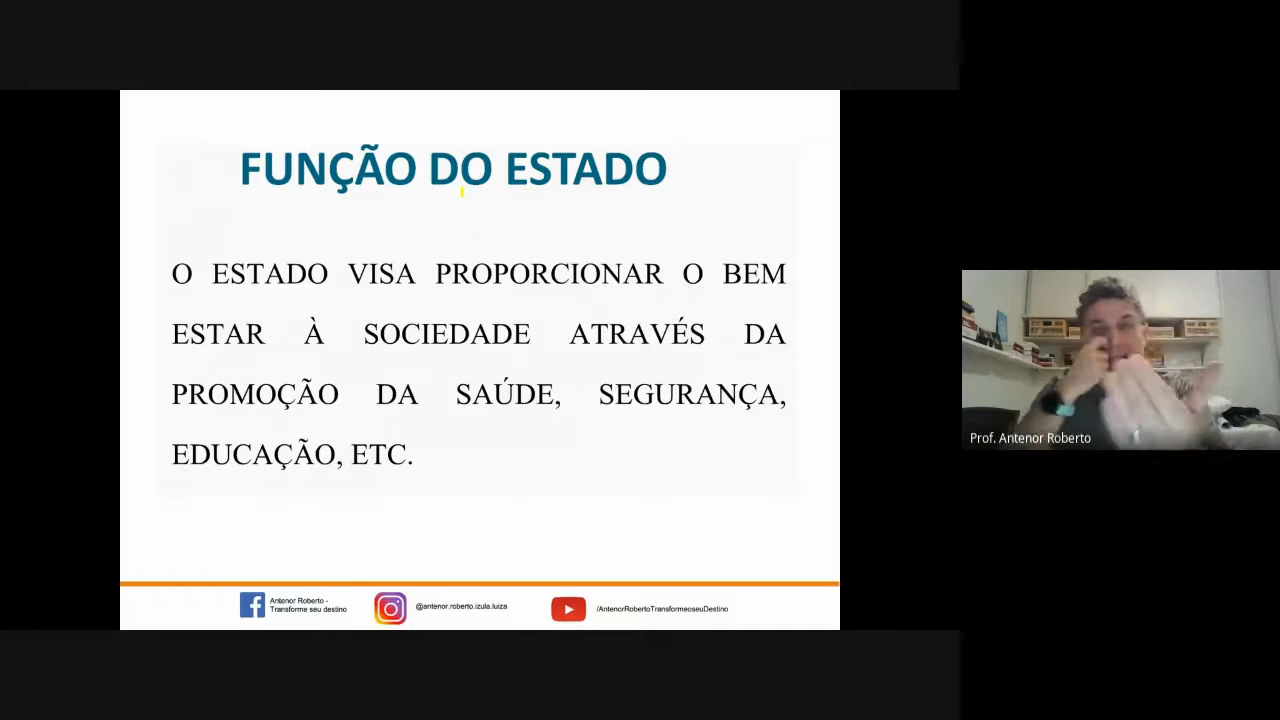 FUNÇÃO DO ESTADO
O ESTADO VISA PROPORCIONAR O BEM
ESTAR À SOCIEDADE ATRAVÉS DA
PROMOÇÃO DA SAÚDE, SEGURANÇA,
EDUCAÇÃO, ETC.
Prof. Antenor Roberto
Antenor Roberto -
Transforme seu destino
@antenor.roberto.izula.luiza
/AntenorRobertoTransformeoseuDestino